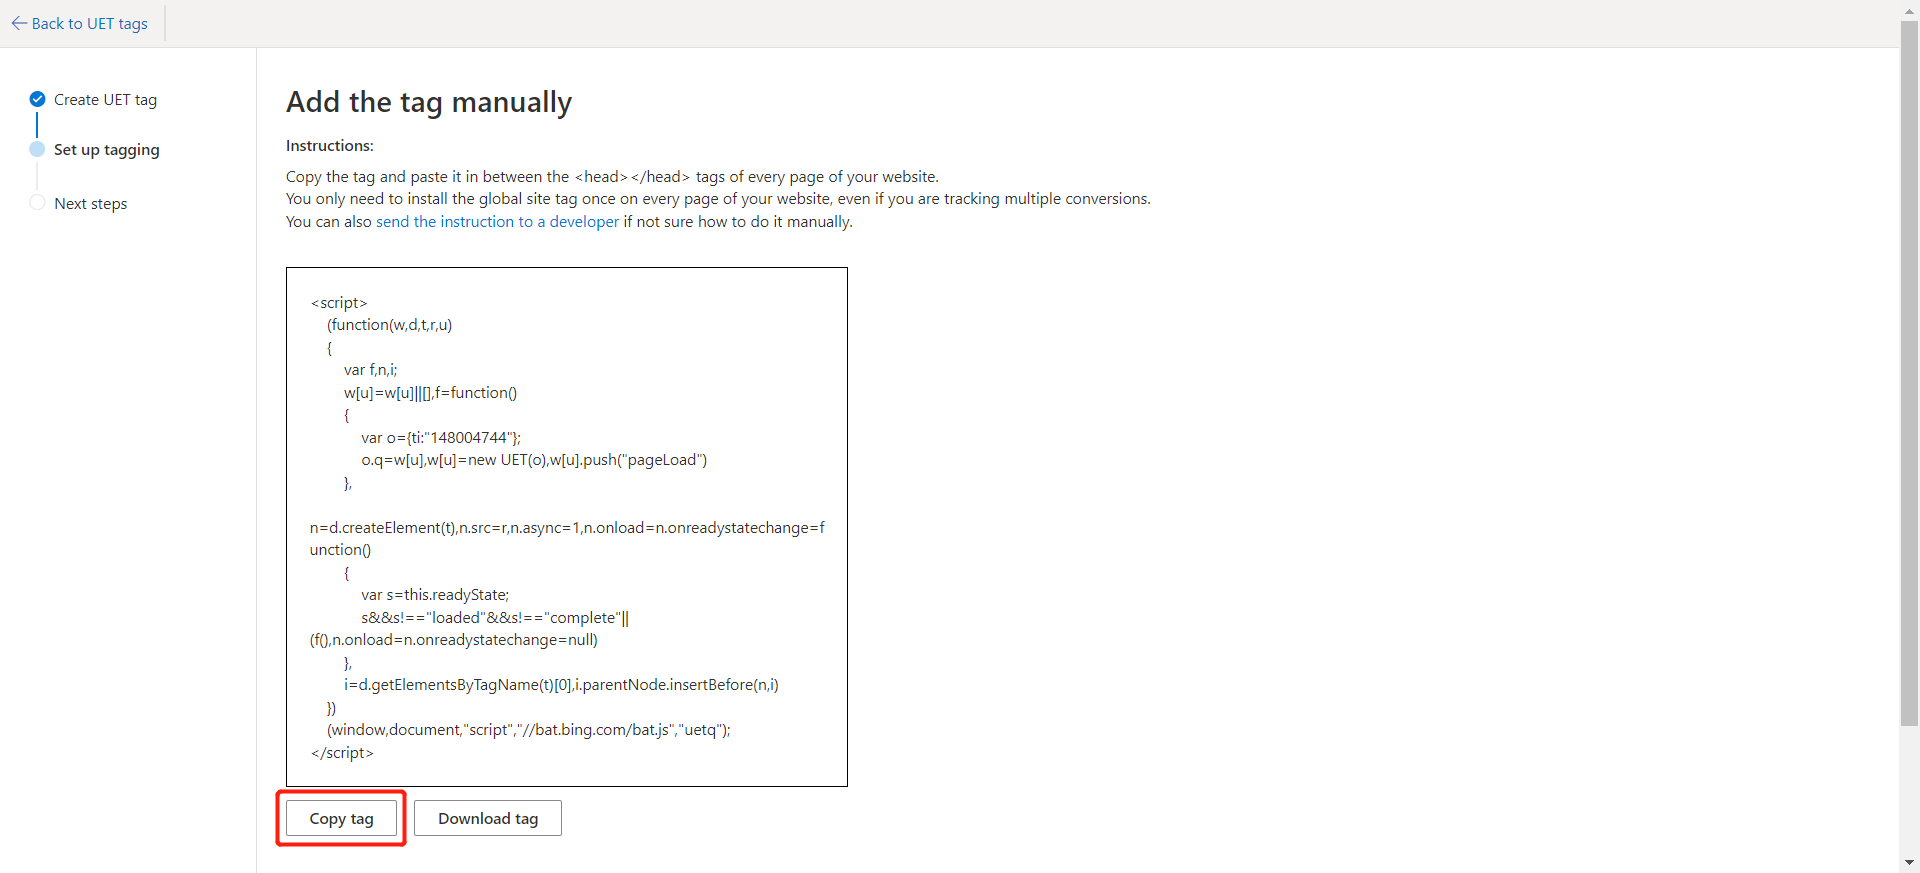 Back to UET tags
Create UET tag
Set up tagging
Next steps
Add the tag manually
Instructions:
Copy the tag and paste it in between the <head></head> tags of every page of your website.
You only need to install the global site tag once on every page of your website, even if you are tracking multiple conversions.
You can also send the instruction to a developer if not sure how to do it manually.
<script>
(function(w,d,t,r,u)
{
var f,n,i;
w[u]=w[u]||[],f=function()
{
var o={ti:"148004744"};
o.q=w[u],w[u]=new UET(o),w[u].push("pageLoad")
},
n=d.createElement(t),n.src=r,n.async=1,n.onload=n.onreadystatechange=f
unction()
{
var s=this.readyState;
s&&s!=="loaded"&&s!=="complete"||
(f(),n.onload=n.onreadystatechange=null)
},
i=d.getElementsByTagName(t)[0],i.parentNode.insertBefore(n,i)
})
(window,document,"script","//bat.bing.com/bat.js","uetq");
</script>
Copy tag
Download tag